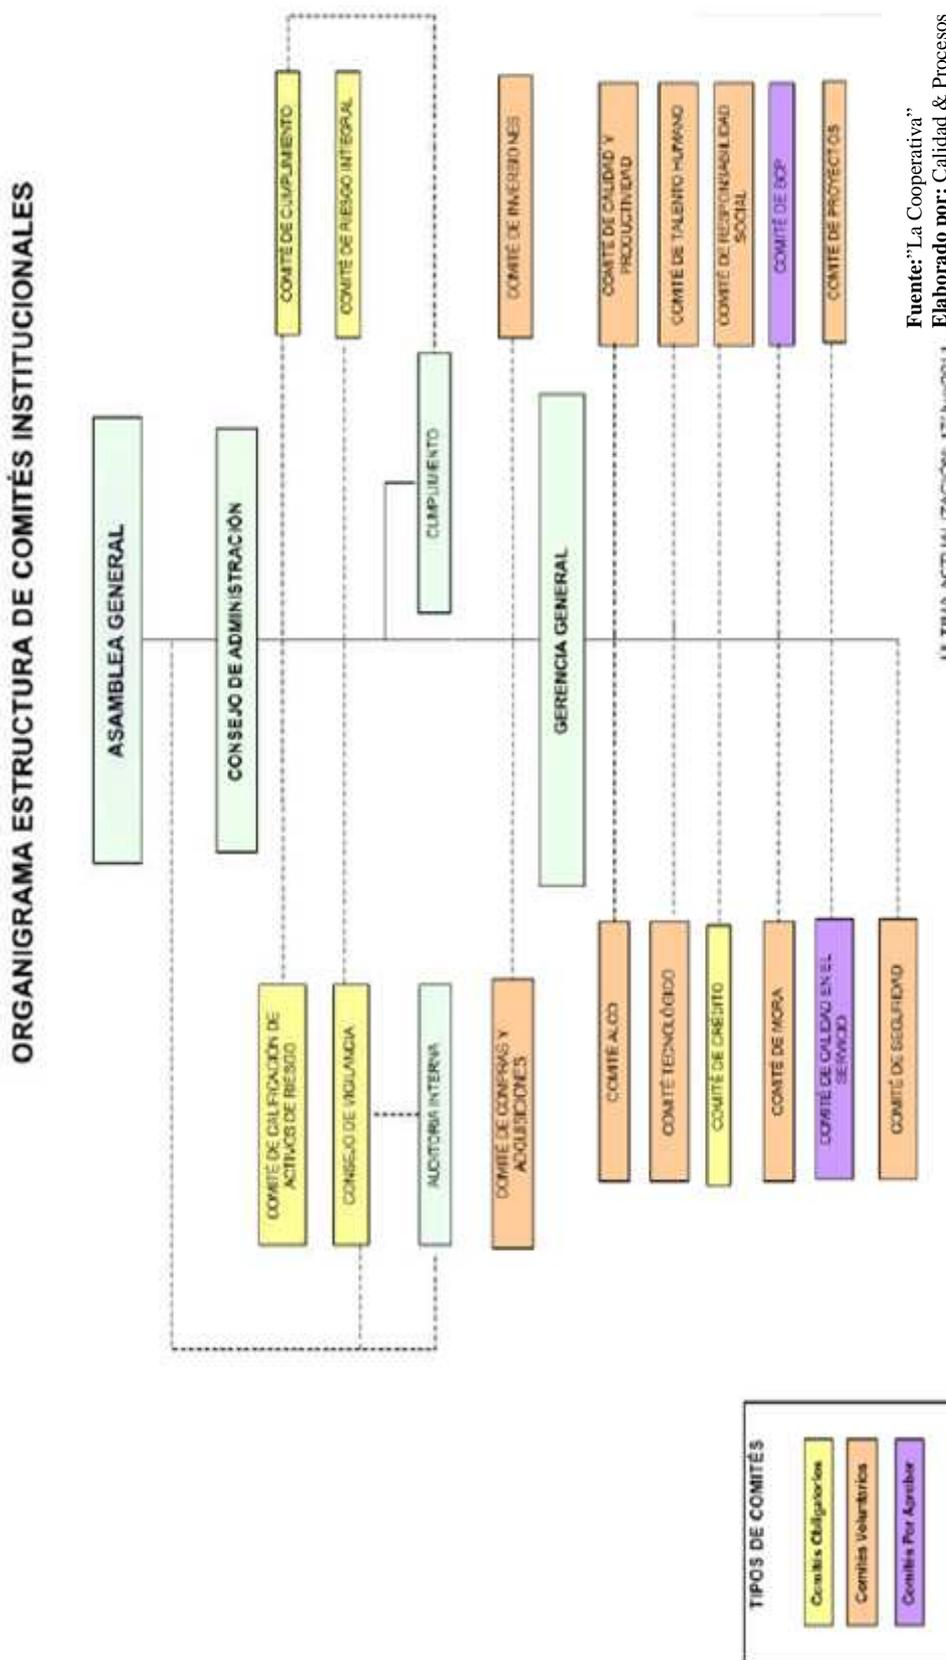 ORGANIGRAMA ESTRUCTURA DE COMITÉS INSTITUCIONALES
ASAMBLEA GENERAL
CONSEJO DE ADMINISTRACIÓN
COMITÉ DE CALIFICACIÓN DE
ACTIVOS DE RIESGO
COMITÉ DE CUMPLIMIENTO
CONSEJO DE VIGILANCIA
COMITÉ DE RIESGO INTEGRAL
AUDITORIA INTERNA
CUMPLIMIENTO
COMITÉ DE COMPRAS Y
ADQUISICIONES
COMITÉ DE INVERSIONES
GERENCIA GENERAL
COMITÉ ALCO
COMITÉ DE CALIDAD Y
PRODUCTIVIDAD
COMITÉ TECNOLÓGICO
COMITÉ DE TALENTO HUMANO
COMITÉ DE CRÉDITO
COMITÉ DE RESPONSABILIDAD
SOCIAL
COMITÉ DE MORA
COMITÉ DE BCP
COMITÉ DE CALIDAD EN EL
SERVICIO
COMITÉ DE PROYECTOS
COMITÉ DE SEGURIDAD
TIPOS DE COMITÉS
Comités Obligatorios
Comités Voluntarios
Comités Por Aprobar
Fuente:”La Cooperativa”
Elaborado por: Calidad & Procesos